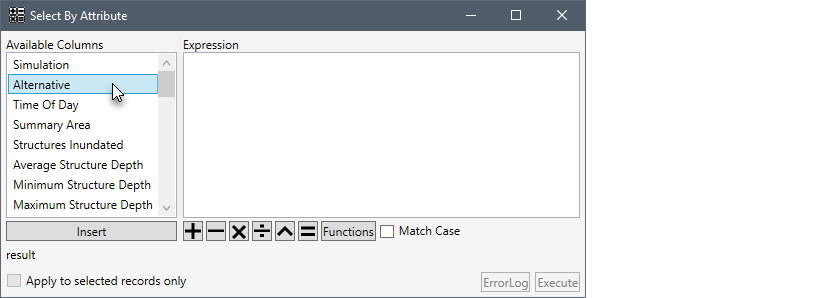 Select By Attribute
Available Columns
Expression
Simulation
Alternative
Time Of Day
Summary Area
Structures Inundated
Average Structure Depth
Minimum Structure Depth
Maximum Structure Depth
Insert
+ − × ÷ ^ = Functions Match Case
result
Apply to selected records only
ErrorLog Execute